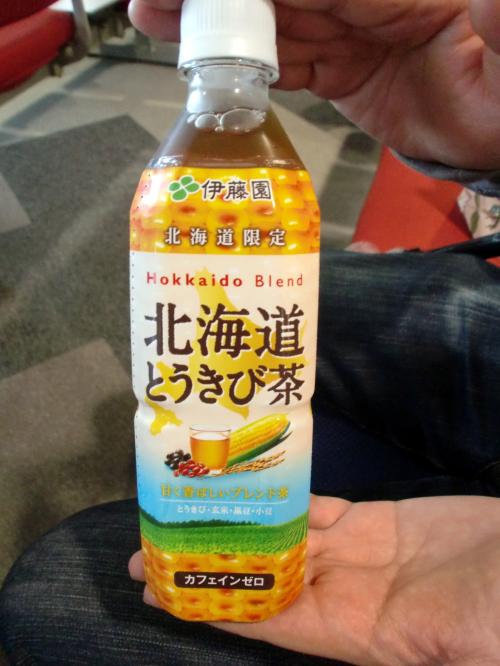 伊藤園
北海道限定
Hokkaido Blend
北海道
とうきび茶
甘く香ばしいブレンド茶
とうきび・玄米・黒豆・小豆
カフェインゼロ